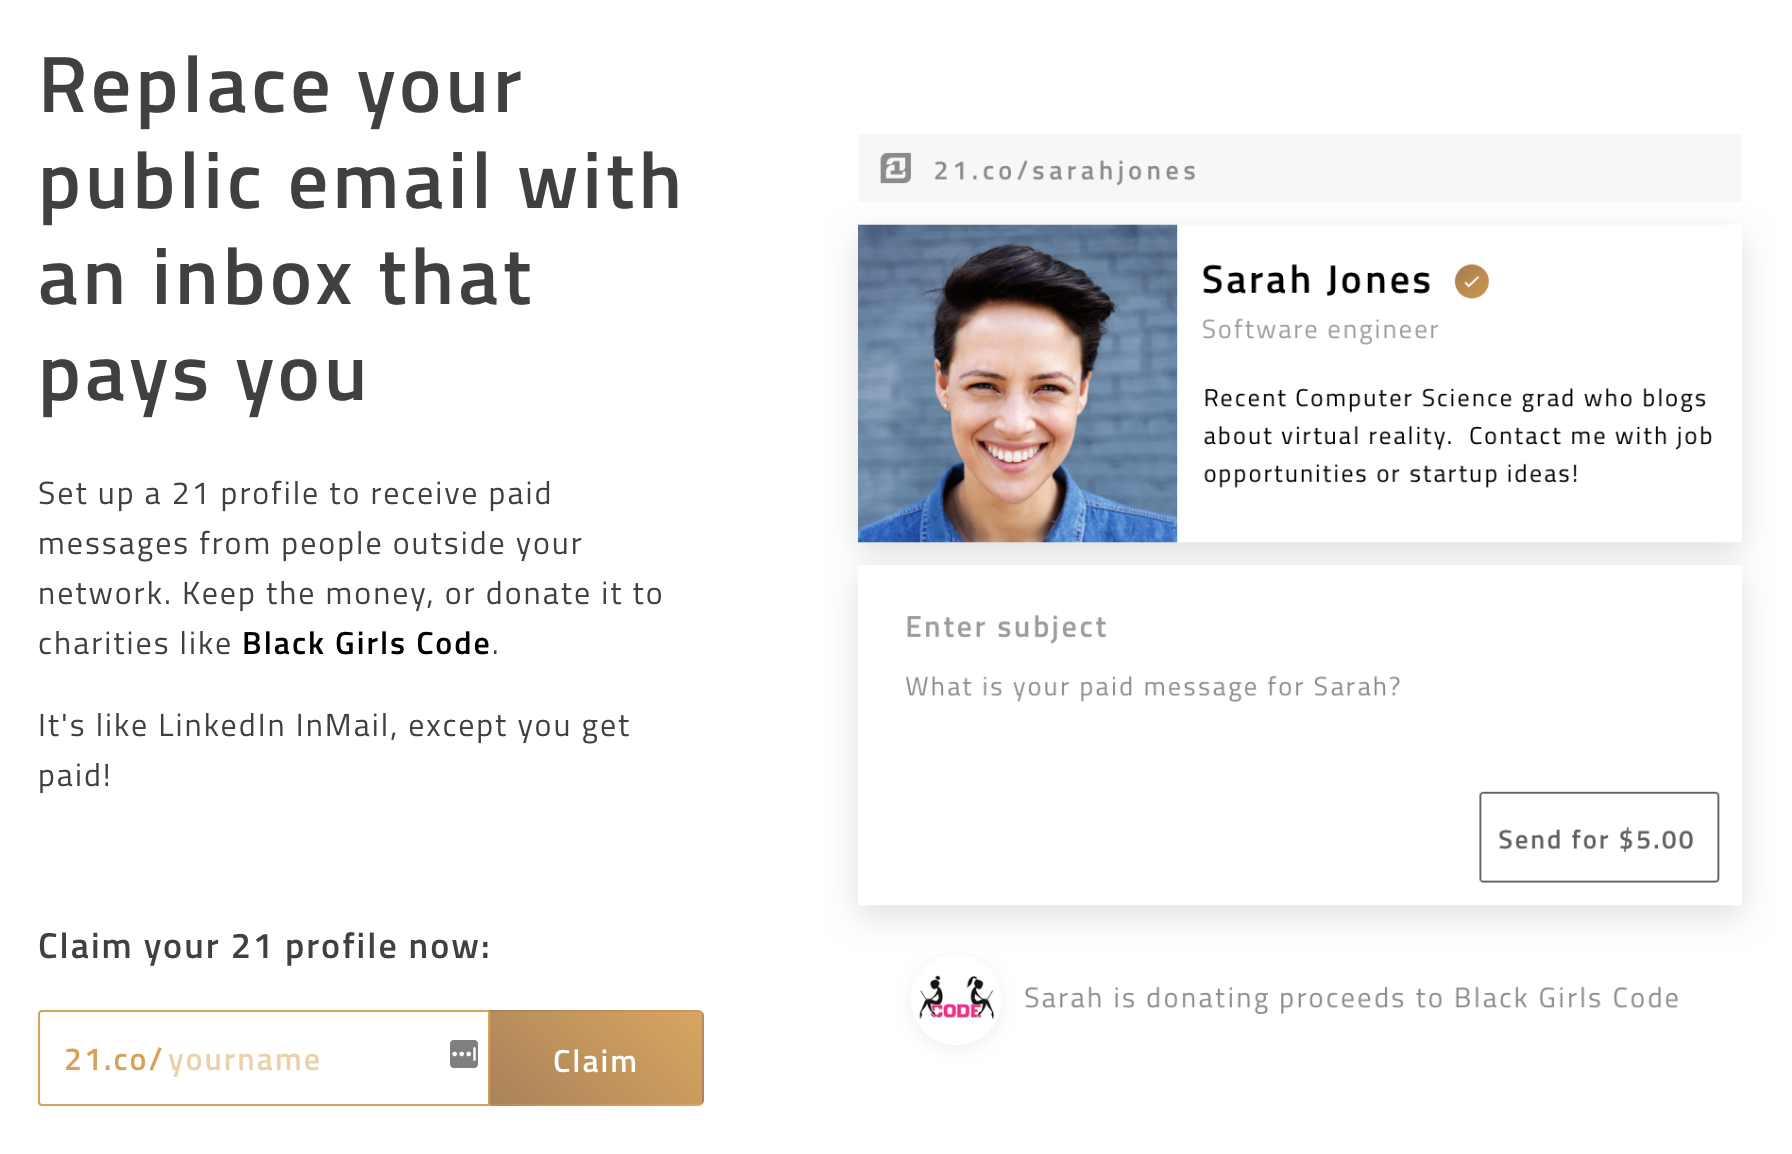 Replace your
public email with
an inbox that
pays you
Set up a 21 profile to receive paid
messages from people outside your
network. Keep the money, or donate it to
charities like Black Girls Code.
It's like LinkedIn InMail, except you get
paid!
Claim your 21 profile now:
21.co/yourname
Claim
21 21.co/sarahjones
Sarah Jones
Software engineer
Recent Computer Science grad who blogs
about virtual reality.  Contact me with job
opportunities or startup ideas!
Enter subject
What is your paid message for Sarah?
Send for $5.00
CODE
Sarah is donating proceeds to Black Girls Code